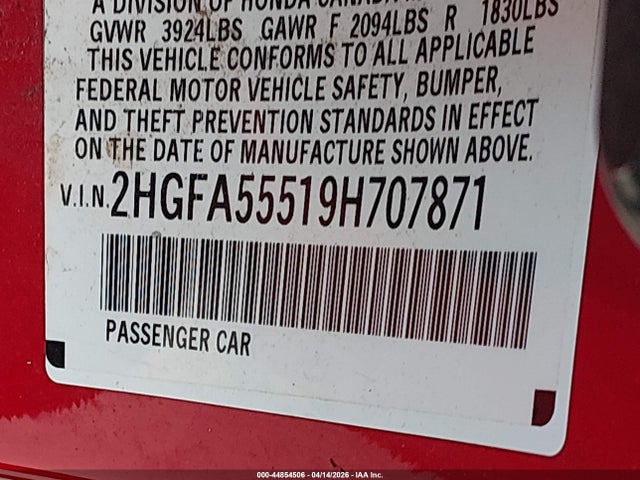 A DIVISION OF HONDA CANADA
GVWR 3924LBS GAWR F 2094LBS R 1830LBS
THIS VEHICLE CONFORMS TO ALL APPLICABLE
FEDERAL MOTOR VEHICLE SAFETY, BUMPER,
AND THEFT PREVENTION STANDARDS IN EFFECT
ON THE DATE OF MANUFACTURE SHOWN ABOVE.
V.I.N. 2HGFA55519H707871
PASSENGER CAR
000-44854506 - 04/14/2026 - IAA Inc.